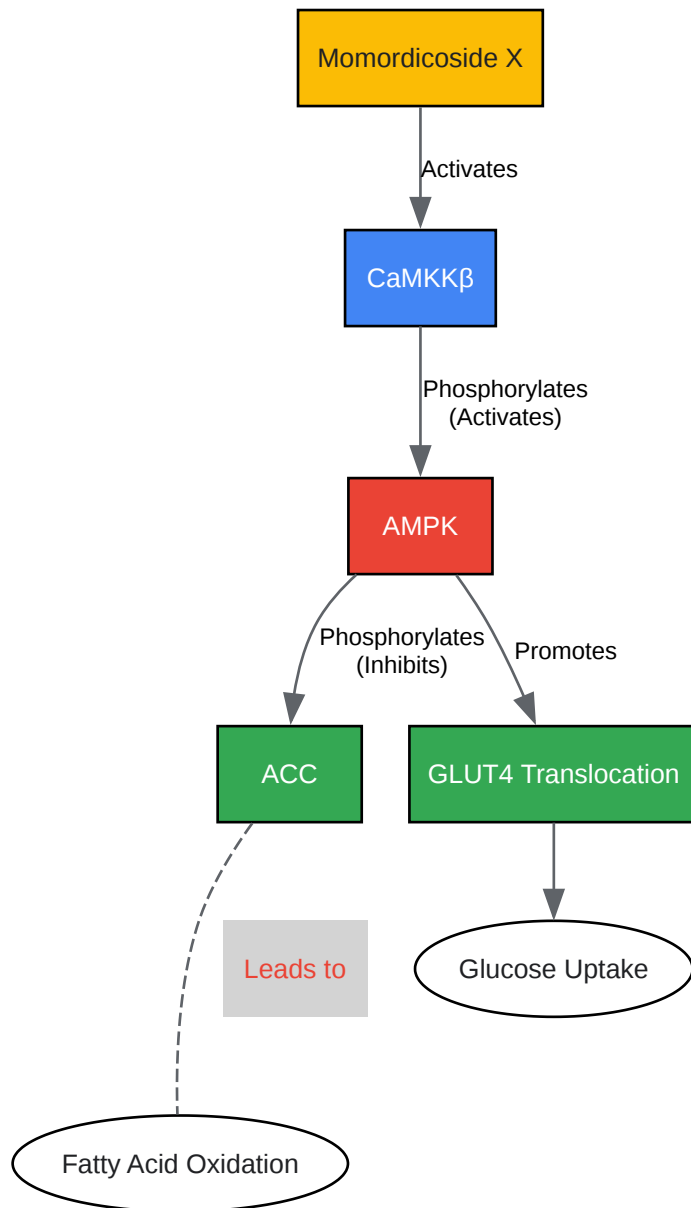 Momordicoside X
Activates
CaMKKβ
Phosphorylates
(Activates)
AMPK
Phosphorylates
(Inhibits)
Promotes
ACC
GLUT4 Translocation
Leads to
Glucose Uptake
Fatty Acid Oxidation